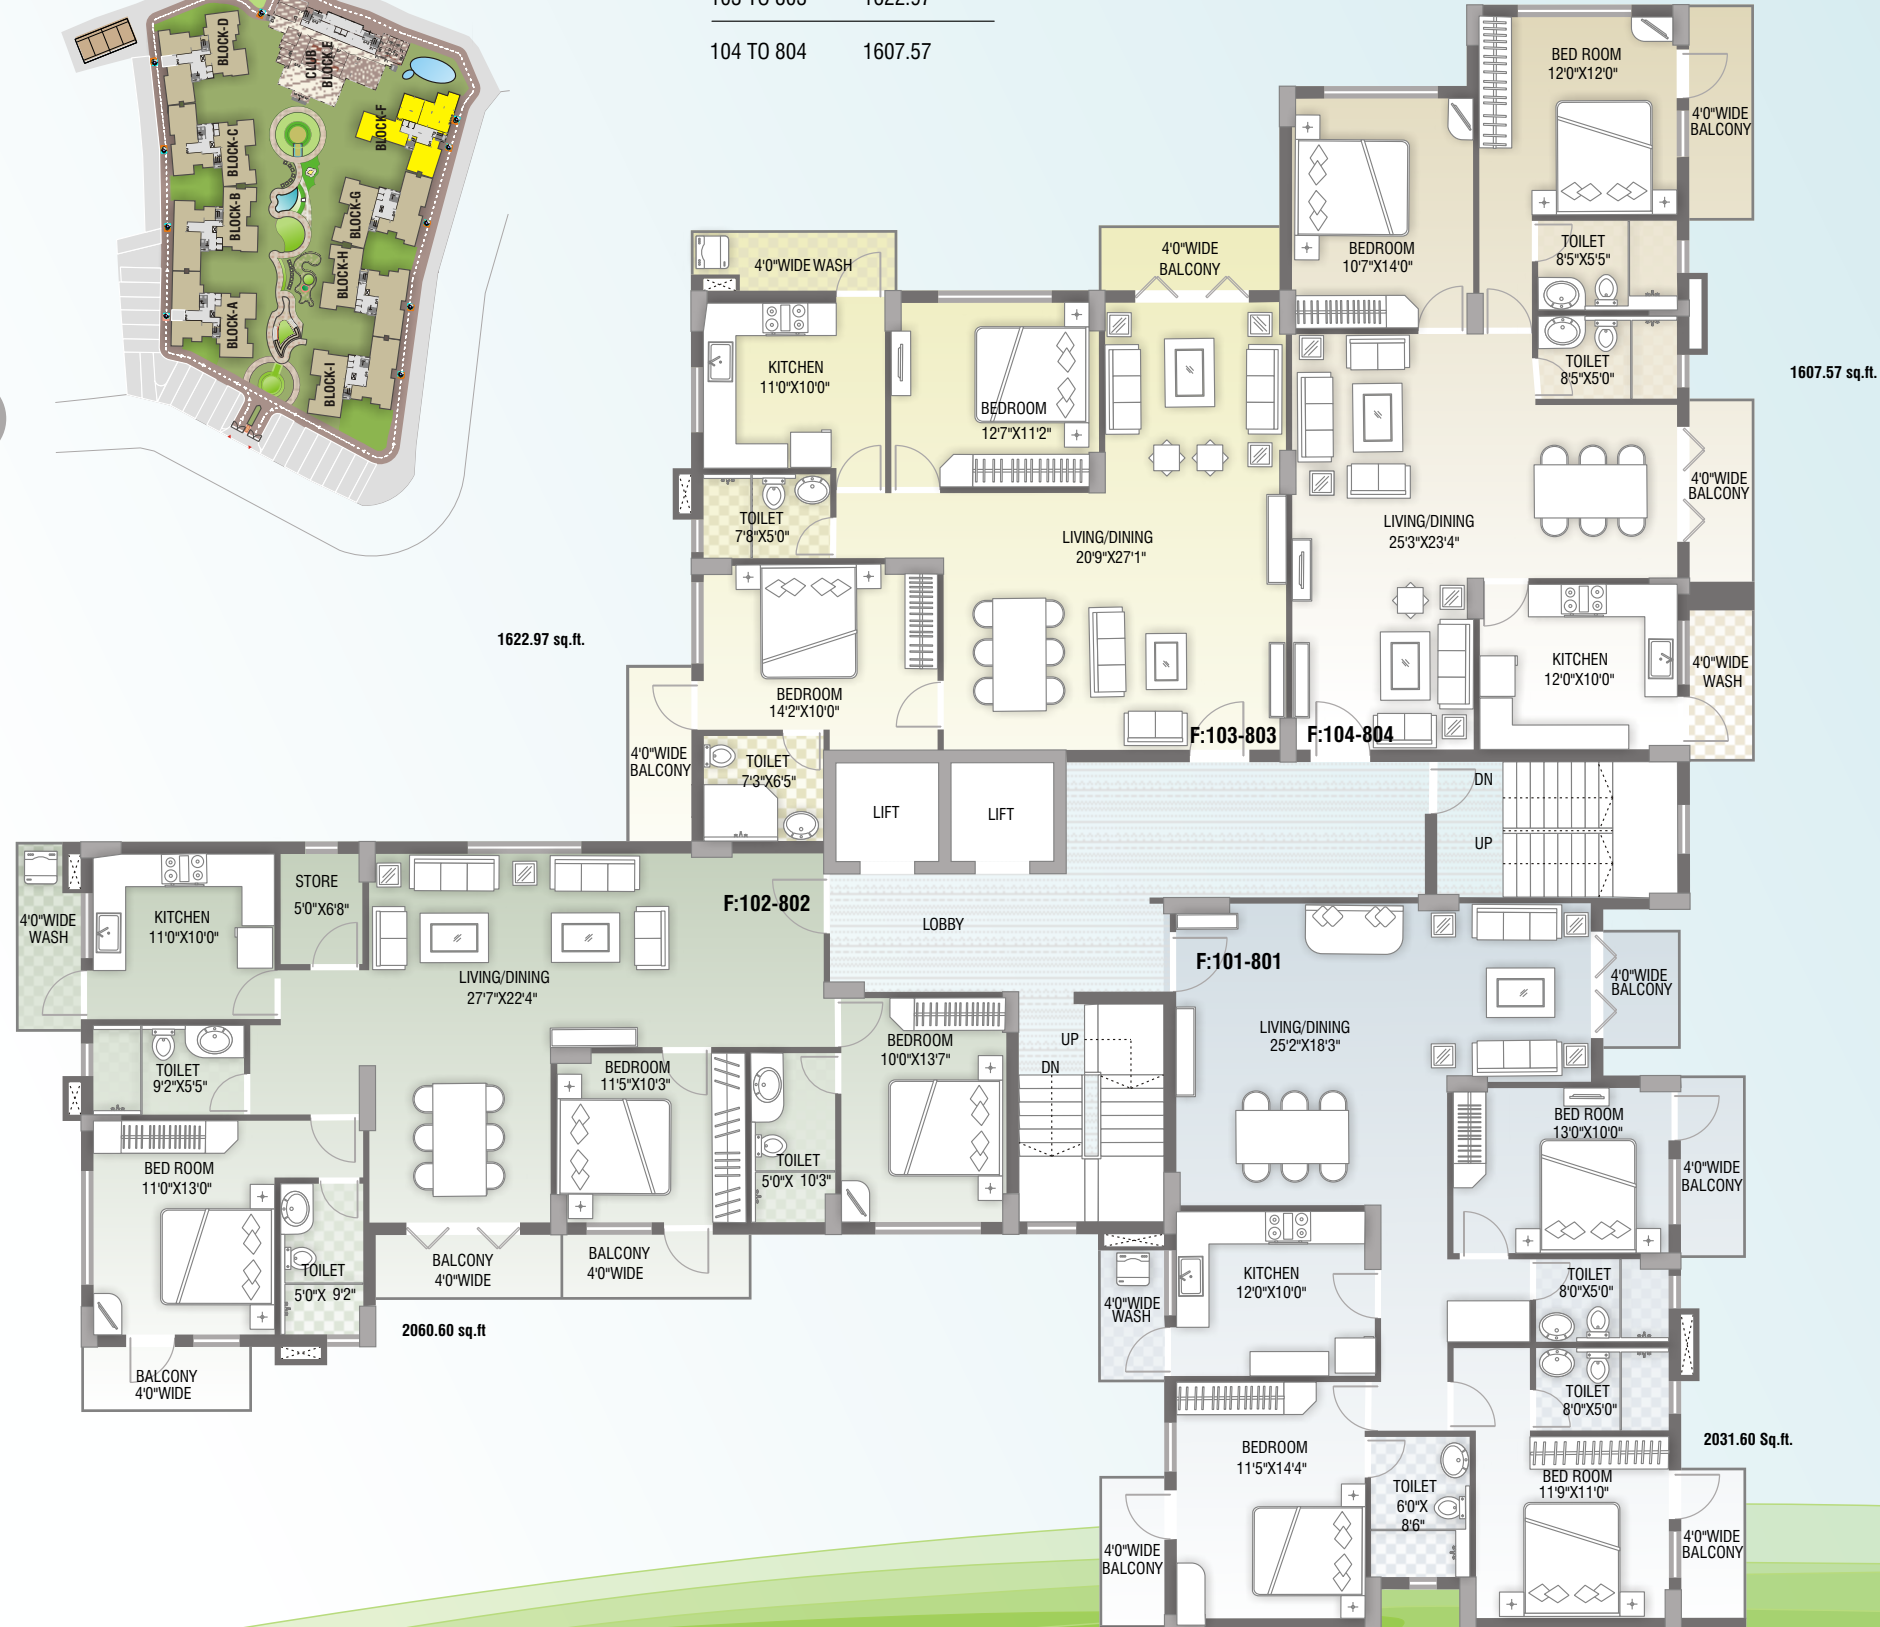 103 TO 803 1622.97
104 TO 804 1607.57
BLOCK-D
CLUB
BLOCK E
BLOCK-F
BLOCK-C
BLOCK-B
BLOCK-G
BLOCK-H
BLOCK-A
BLOCK-I
BED ROOM
12'0"X12'0"
4'0"WIDE
BALCONY
BEDROOM
10'7"X14'0"
TOILET
8'5"X5'5"
TOILET
8'5"X5'0"
1607.57 sq.ft.
4'0"WIDE WASH
4'0"WIDE
BALCONY
KITCHEN
11'0"X10'0"
BEDROOM
12'7"X11'2"
TOILET
7'8"X5'0"
LIVING/DINING
20'9"X27'1"
LIVING/DINING
25'3"X23'4"
4'0"WIDE
BALCONY
1622.97 sq.ft.
BEDROOM
14'2"X10'0"
KITCHEN
12'0"X10'0"
4'0"WIDE
WASH
F:103-803
F:104-804
4'0"WIDE
BALCONY
TOILET
7'3"X6'5"
LIFT
LIFT
DN
UP
STORE
5'0"X6'8"
KITCHEN
11'0"X10'0"
4'0"WIDE
WASH
F:102-802
LOBBY
F:101-801
LIVING/DINING
27'7"X22'4"
4'0"WIDE
BALCONY
LIVING/DINING
25'2"X18'3"
UP
DN
BEDROOM
10'0"X13'7"
BEDROOM
11'5"X10'3"
TOILET
9'2"X5'5"
TOILET
5'0"X 10'3"
BED ROOM
13'0"X10'0"
4'0"WIDE
BALCONY
BED ROOM
11'0"X13'0"
TOILET
5'0"X 9'2"
BALCONY
4'0"WIDE
BALCONY
4'0"WIDE
2060.60 sq.ft
BALCONY
4'0"WIDE
KITCHEN
12'0"X10'0"
4'0"WIDE
WASH
TOILET
8'0"X5'0"
TOILET
8'0"X5'0"
2031.60 Sq.ft.
BEDROOM
11'5"X14'4"
TOILET
6'0"X
8'6"
BED ROOM
11'9"X11'0"
4'0"WIDE
BALCONY
4'0"WIDE
BALCONY